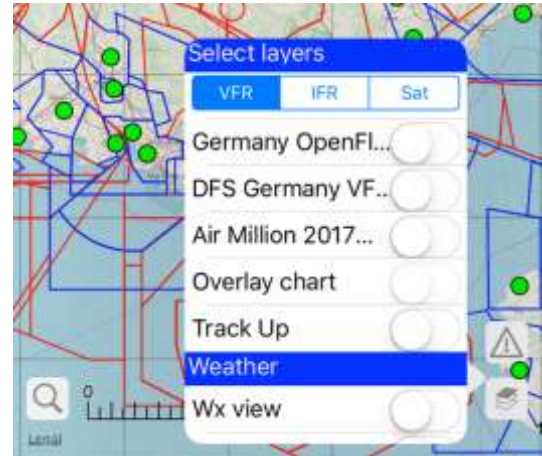 Select layers
VFR IFR Sat
Germany OpenFl...
DFS Germany VF...
Air Million 2017...
Overlay chart
Track Up
Weather
0
Wx view